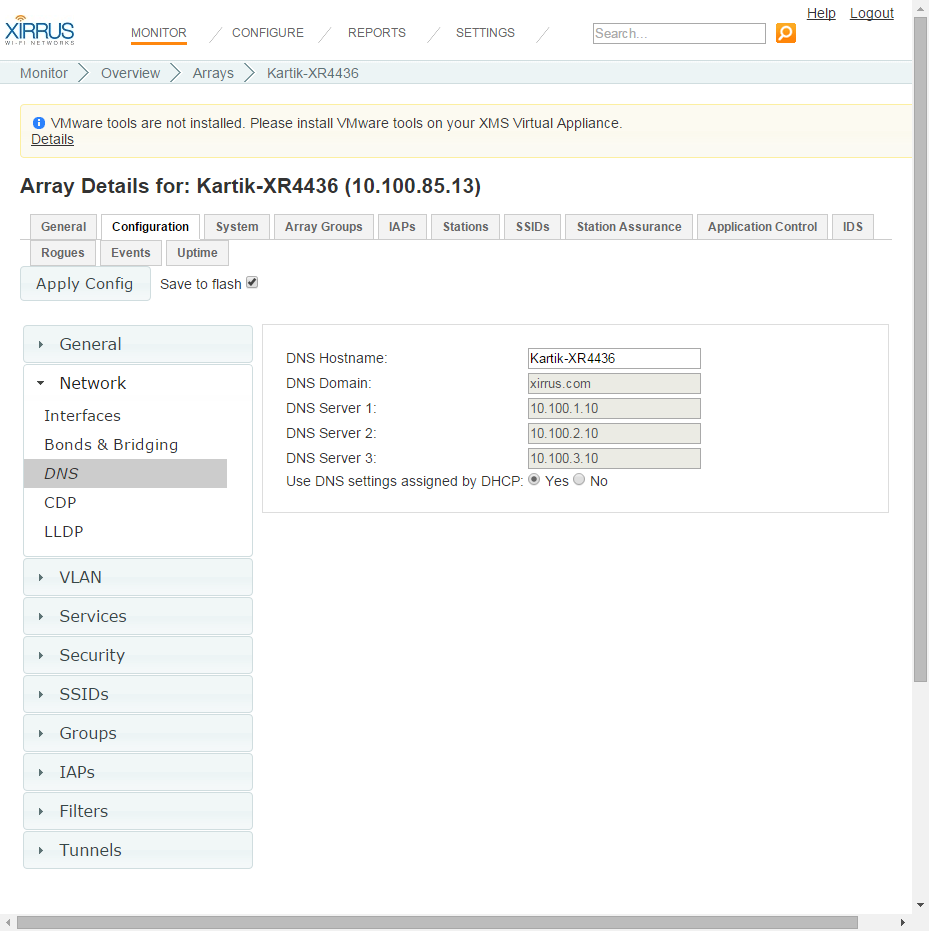 XIRRUS
WI-FI NETWORKS
MONITOR CONFIGURE REPORTS SETTINGS
Search...
Help Logout
Monitor Overview Arrays Kartik-XR4436
VMware tools are not installed. Please install VMware tools on your XMS Virtual Appliance.
Details
Array Details for: Kartik-XR4436 (10.100.85.13)
General Configuration System Array Groups IAPs Stations SSIDs Station Assurance Application Control IDS
Rogues Events Uptime
Apply Config Save to flash
General
Network
Interfaces
Bonds & Bridging
DNS
CDP
LLDP
VLAN
Services
Security
SSIDs
Groups
IAPs
Filters
Tunnels
DNS Hostname: Kartik-XR4436
DNS Domain: xirrus.com
DNS Server 1: 10.100.1.10
DNS Server 2: 10.100.2.10
DNS Server 3: 10.100.3.10
Use DNS settings assigned by DHCP: Yes No